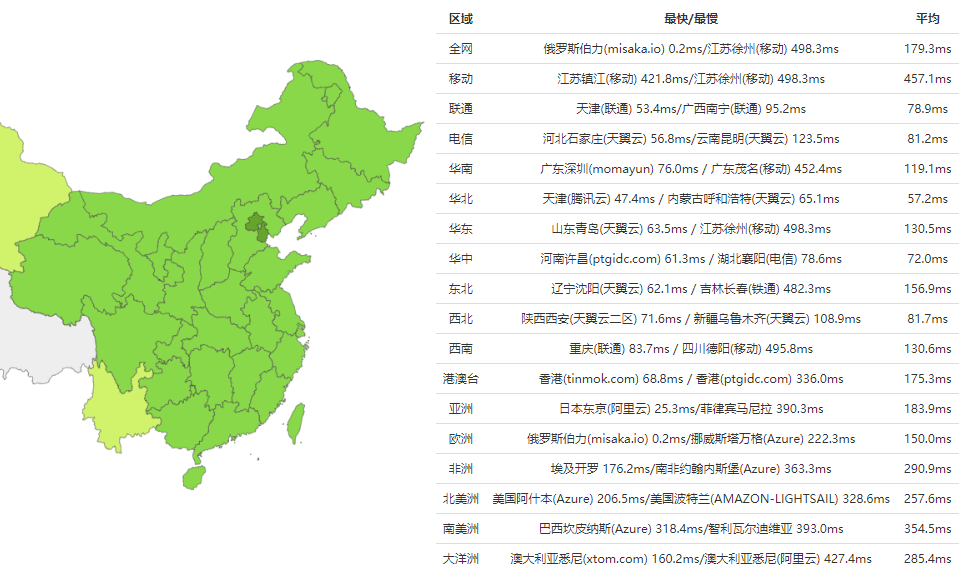 区域 最快/最慢 平均
全网 俄罗斯伯力(misaka.io) 0.2ms/江苏徐州(移动) 498.3ms 179.3ms
移动 江苏镇江(移动) 421.8ms/江苏徐州(移动) 498.3ms 457.1ms
联通 天津(联通) 53.4ms/广西南宁(联通) 95.2ms 78.9ms
电信 河北石家庄(天翼云) 56.8ms/云南昆明(天翼云) 123.5ms 81.2ms
华南 广东深圳(momayun) 76.0ms / 广东茂名(移动) 452.4ms 119.1ms
华北 天津(腾讯云) 47.4ms / 内蒙古呼和浩特(天翼云) 65.1ms 57.2ms
华东 山东青岛(天翼云) 63.5ms / 江苏徐州(移动) 498.3ms 130.5ms
华中 河南许昌(ptgidc.com) 61.3ms / 湖北襄阳(电信) 78.6ms 72.0ms
东北 辽宁沈阳(天翼云) 62.1ms / 吉林长春(铁通) 482.3ms 156.9ms
西北 陕西西安(天翼云二区) 71.6ms / 新疆乌鲁木齐(天翼云) 108.9ms 81.7ms
西南 重庆(联通) 83.7ms / 四川德阳(移动) 495.8ms 130.6ms
港澳台 香港(tinmok.com) 68.8ms / 香港(ptgidc.com) 336.0ms 175.3ms
亚洲 日本东京(阿里云) 25.3ms/菲律宾马尼拉 390.3ms 183.9ms
欧洲 俄罗斯伯力(misaka.io) 0.2ms/挪威斯塔万格(Azure) 222.3ms 150.0ms
非洲 埃及开罗 176.2ms/南非约翰内斯堡(Azure) 363.3ms 290.9ms
北美洲 美国阿什本(Azure) 206.5ms/美国波特兰(AMAZON-LIGHTSAIL) 328.6ms 257.6ms
南美洲 巴西坎皮纳斯(Azure) 318.4ms/智利瓦尔迪维亚 393.0ms 354.5ms
大洋洲 澳大利亚悉尼(xtom.com) 160.2ms/澳大利亚悉尼(阿里云) 427.4ms 285.4ms